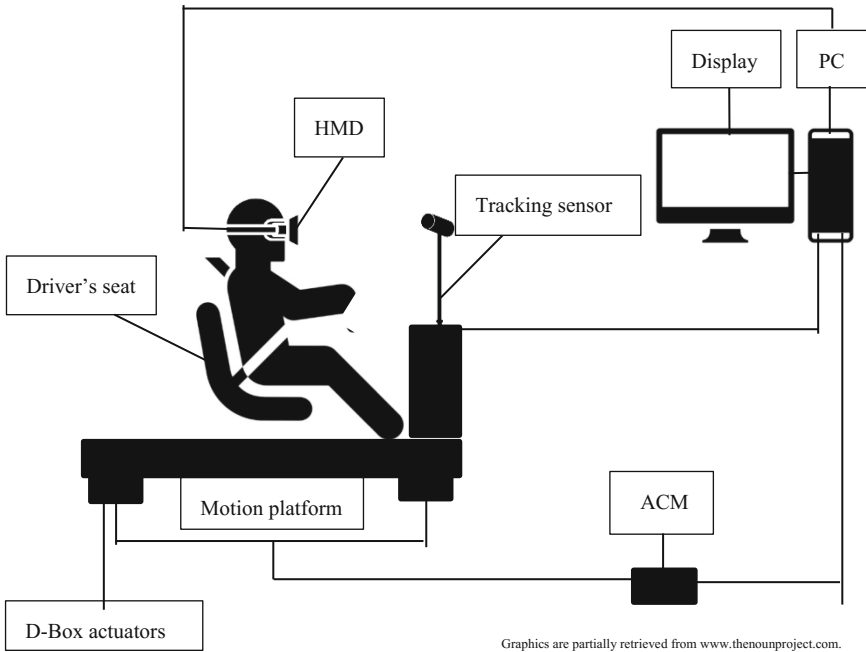 Display
PC
HMD
Tracking sensor
Driver’s seat
Motion platform
ACM
D-Box actuators
Graphics are partially retrieved from www.thenounproject.com.